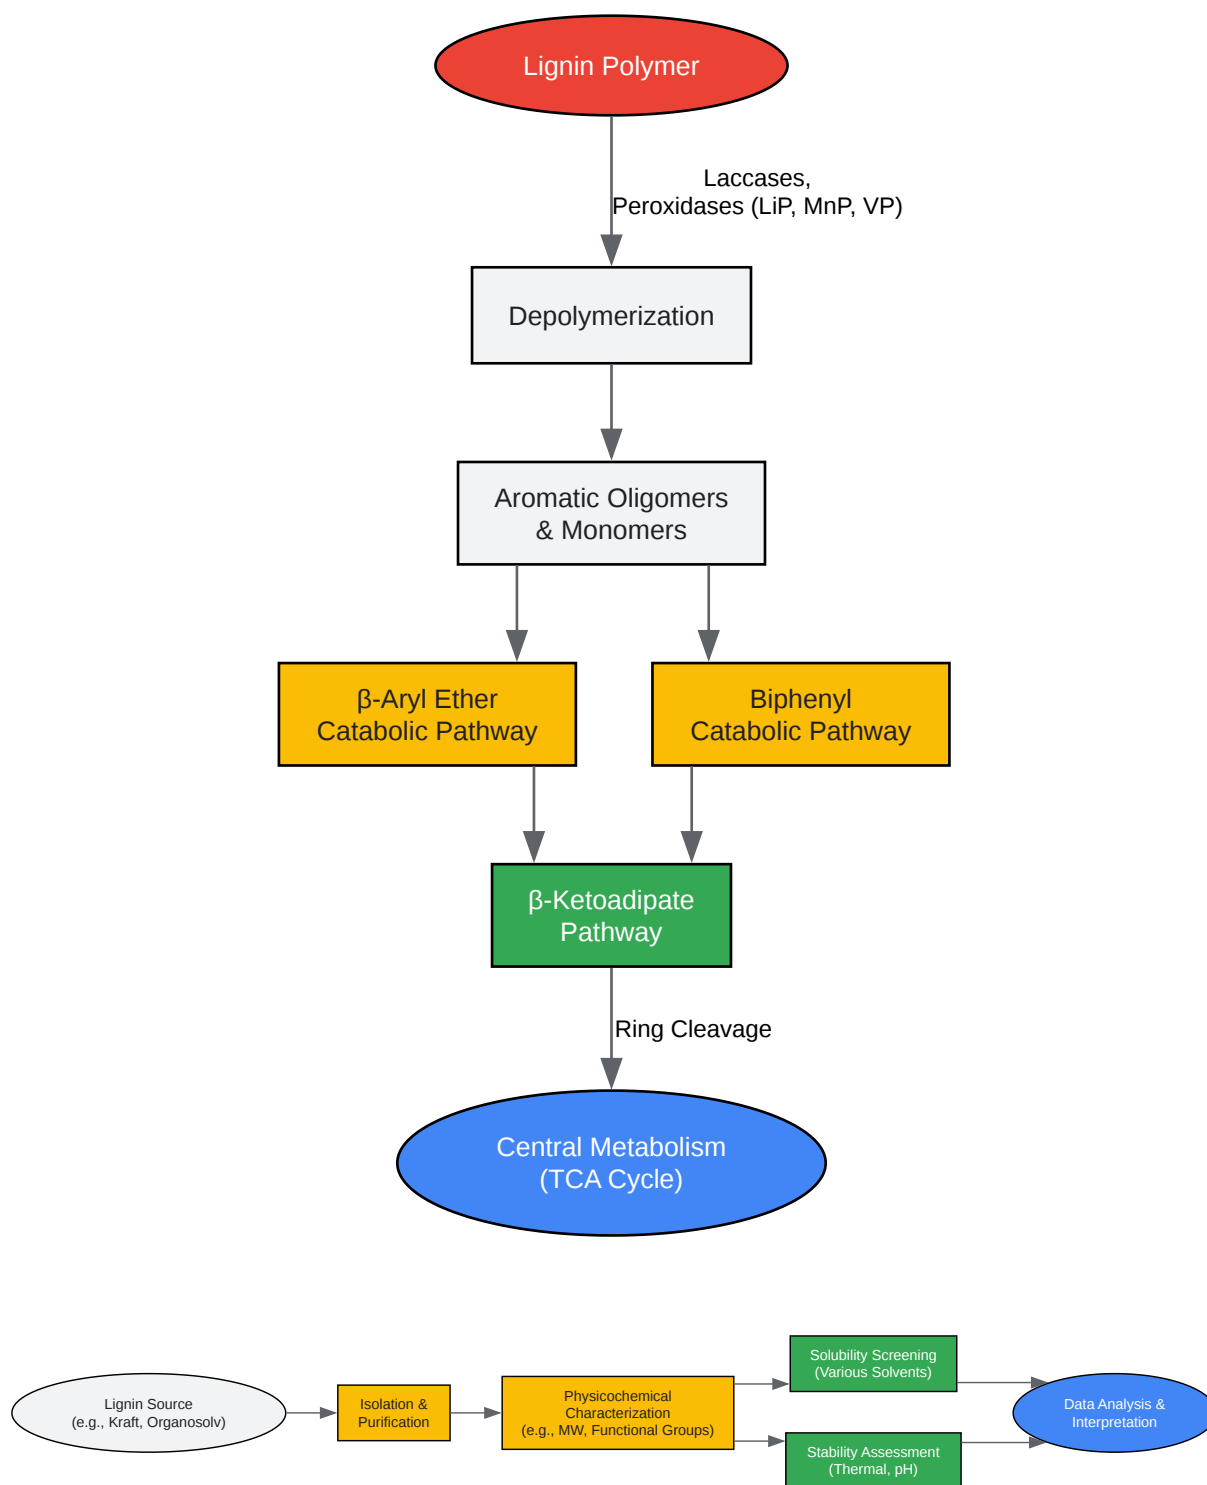 Lignin Polymer
Laccases,
Peroxidases (LiP, MnP, VP)
Depolymerization
Aromatic Oligomers
& Monomers
β-Aryl Ether
Catabolic Pathway
Biphenyl
Catabolic Pathway
β-Ketoadipate
Pathway
Ring Cleavage
Central Metabolism
(TCA Cycle)
Lignin Source
(e.g., Kraft, Organosolv)
Isolation &
Purification
Physicochemical
Characterization
(e.g., MW, Functional Groups)
Solubility Screening
(Various Solvents)
Stability Assessment
(Thermal, pH)
Data Analysis &
Interpretation